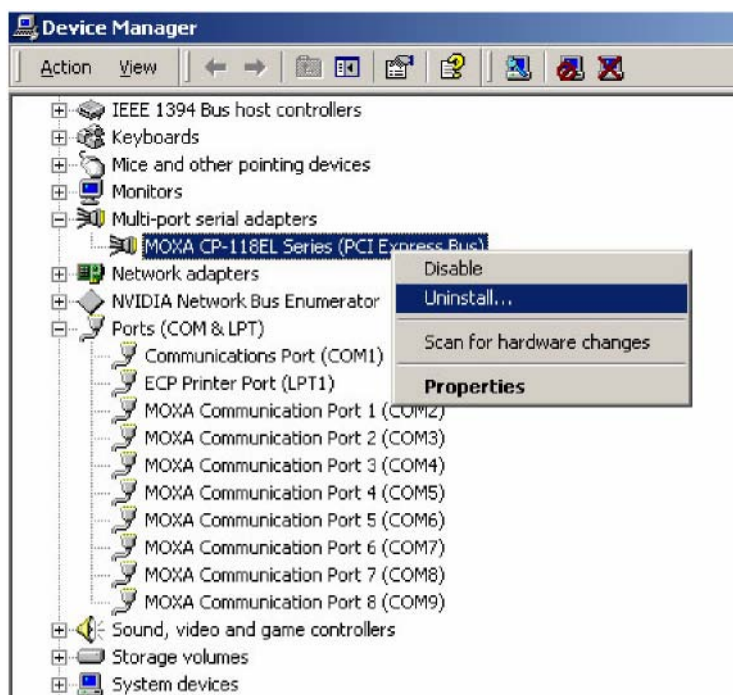 Device Manager
Action View
IEEE 1394 Bus host controllers
Keyboards
Mice and other pointing devices
Monitors
Multi-port serial adapters
MOXA CP-118EL Series (PCI Express Bus)
Disable
Network adapters
Uninstall...
NVIDIA Network Bus Enumerator
Ports (COM & LPT)
Scan for hardware changes
Communications Port (COM1)
ECP Printer Port (LPT1)
Properties
MOXA Communication Port 1 (COM2)
MOXA Communication Port 2 (COM3)
MOXA Communication Port 3 (COM4)
MOXA Communication Port 4 (COM5)
MOXA Communication Port 5 (COM6)
MOXA Communication Port 6 (COM7)
MOXA Communication Port 7 (COM8)
MOXA Communication Port 8 (COM9)
Sound, video and game controllers
Storage volumes
System devices